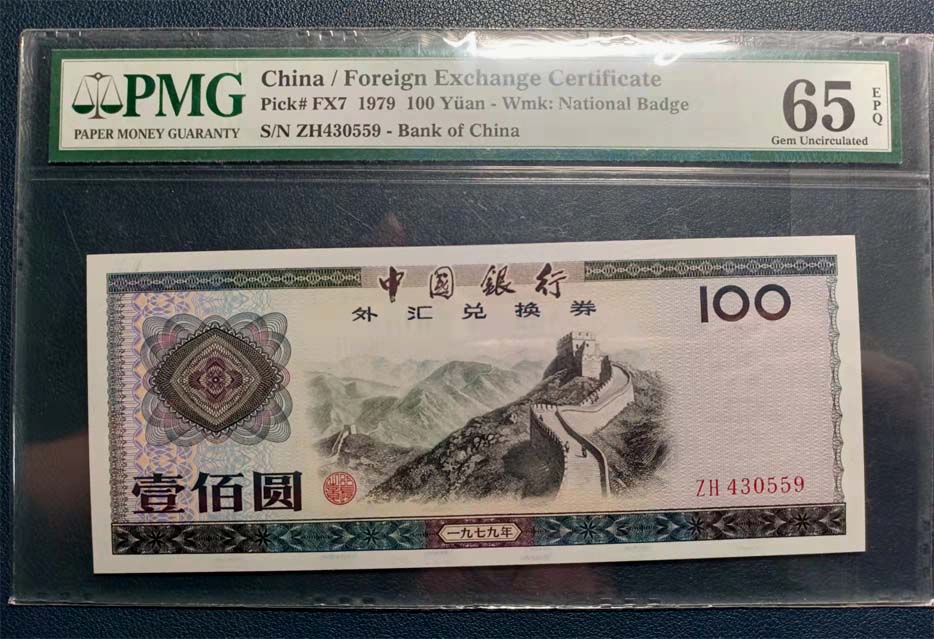 PMG
PAPER MONEY GUARANTY
China / Foreign Exchange Certificate
Pick# FX7 1979 100 Yüan - Wmk: National Badge
S/N ZH430559 - Bank of China
65
EPQ
Gem Uncirculated
中國銀行
外汇兑换券
100
壹佰圆
ZH 430559
一九七九年